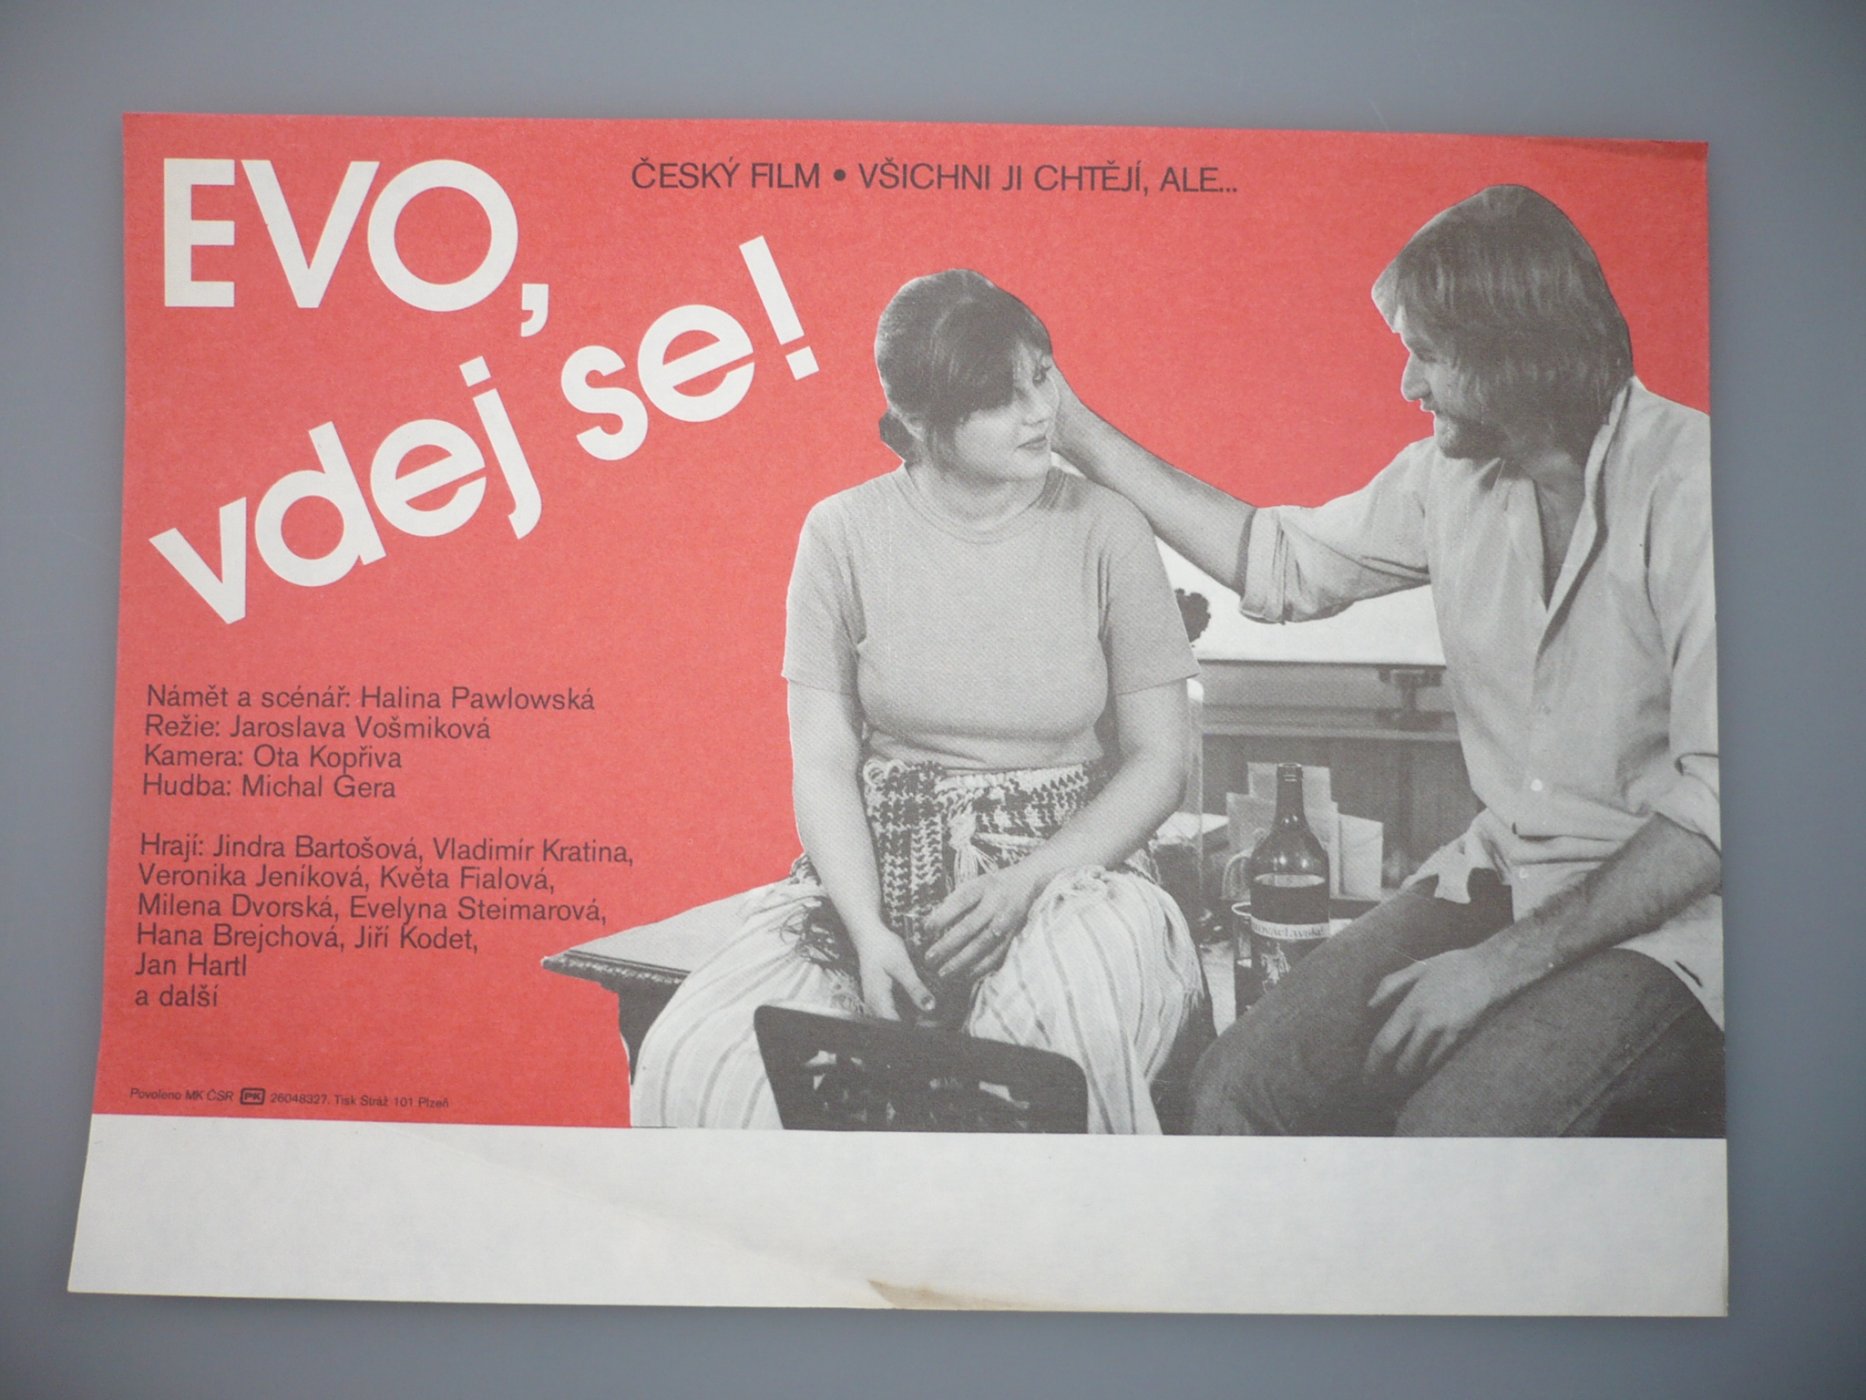 EVO,
vdej se!
ČESKÝ FILM • VŠICHNI JI CHTĚJÍ, ALE...
Námět a scénář: Halina Pawlowská
Režie: Jaroslava Vošmiková
Kamera: Ota Kopřiva
Hudba: Michal Gera
Hrají: Jindra Bartošová, Vladimír Kratina,
Veronika Jeníková, Květa Fialová,
Milena Dvorská, Evelyna Steimarová,
Hana Brejchová, Jiří Kodet,
Jan Hartl
a další
Povoleno MK ČSR PK 26048327. Tisk Stráž 101 Plzeň